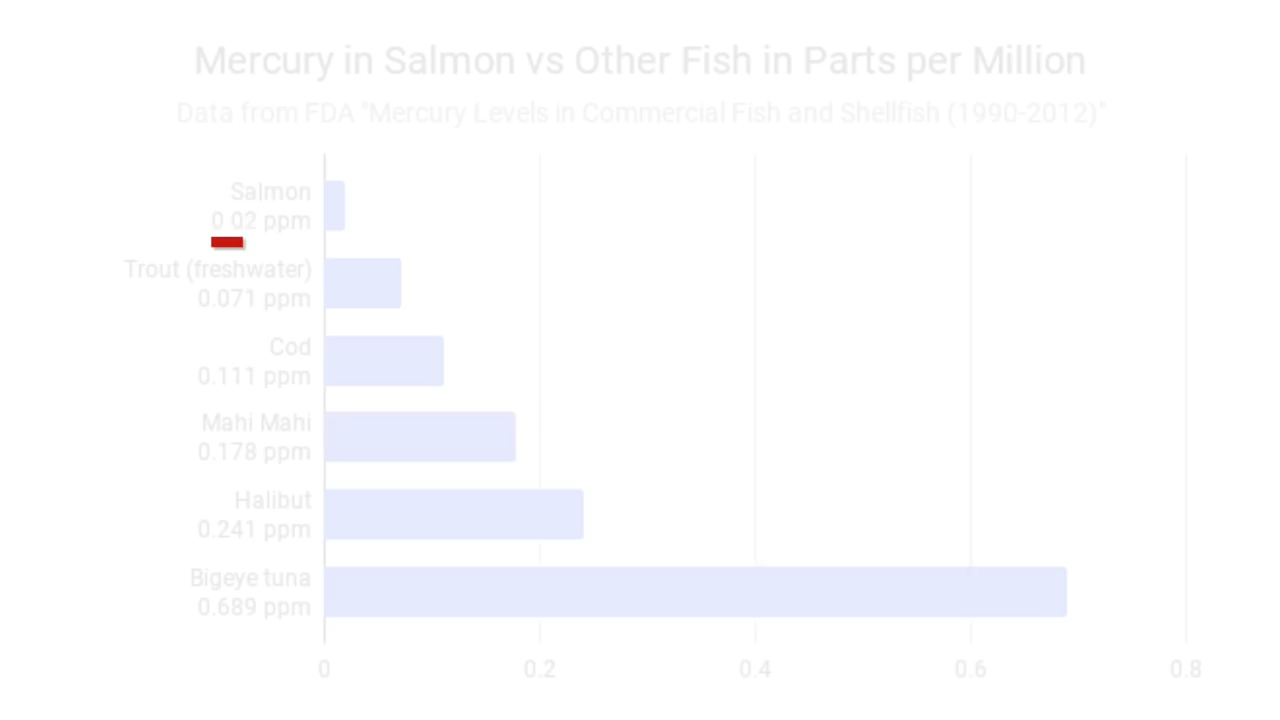 Mercury in Salmon vs Other Fish in Parts per Million
Data from FDA "Mercury Levels in Commercial Fish and Shellfish (1990-2012)"
Salmon
0.02 ppm
Trout (freshwater)
0.071 ppm
Cod
0.111 ppm
Mahi Mahi
0.178 ppm
Halibut
0.241 ppm
Bigeye tuna
0.689 ppm
0 0.2 0.4 0.6 0.8